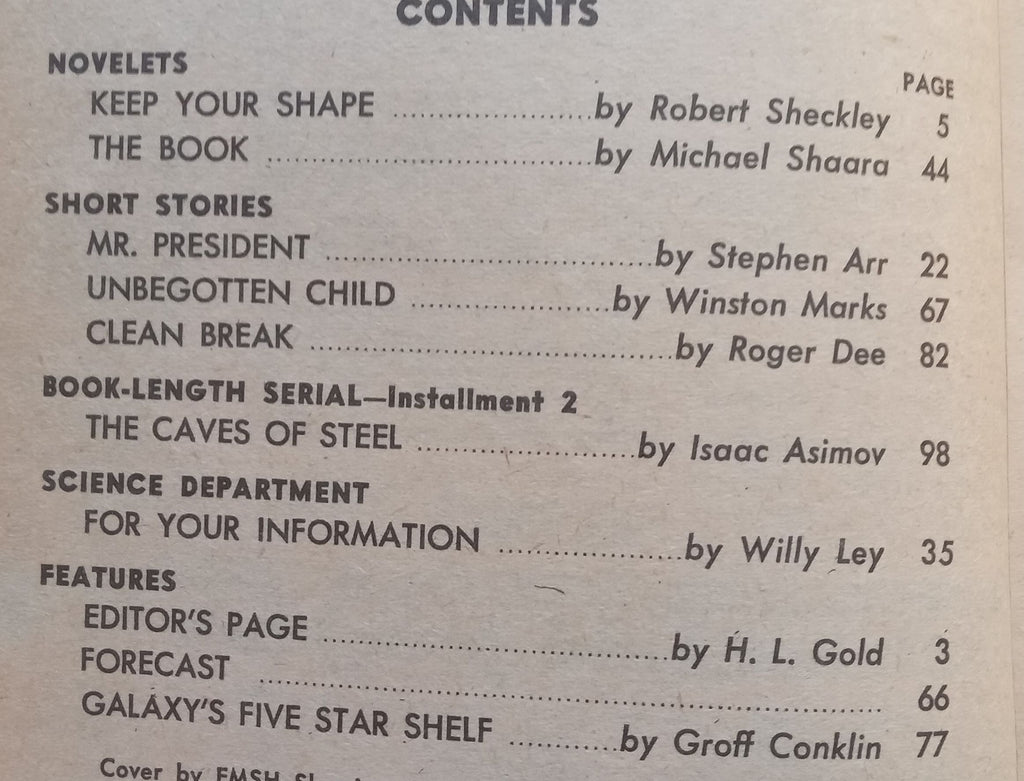 CONTENTS
NOVELETS
PAGE
KEEP YOUR SHAPE ......................by Robert Sheckley 5
THE BOOK ....................................by Michael Shaara 44
SHORT STORIES
MR. PRESIDENT ....................................by Stephen Arr 22
UNBEGOTTEN CHILD ......................by Winston Marks 67
CLEAN BREAK ........................................by Roger Dee 82
BOOK-LENGTH SERIAL—Installment 2
THE CAVES OF STEEL ........................by Isaac Asimov 98
SCIENCE DEPARTMENT
FOR YOUR INFORMATION ....................by Willy Ley 35
FEATURES
EDITOR'S PAGE ......................................by H. L. Gold 3
FORECAST .................................................................... 66
GALAXY'S FIVE STAR SHELF ............by Groff Conklin 77
Cover by EMSH